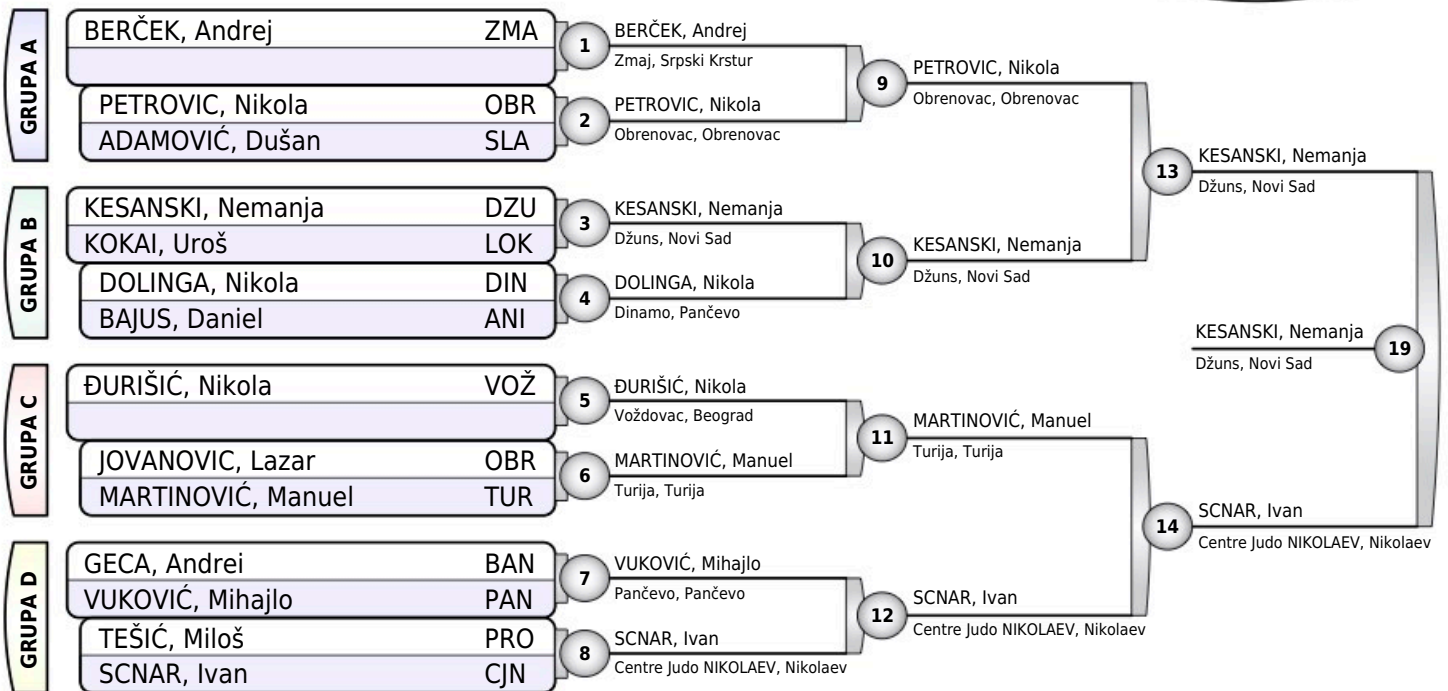 GRUPA A
BERČEK, Andrej ZMA
PETROVIC, Nikola OBR
ADAMOVIĆ, Dušan SLA
GRUPA B
KESANSKI, Nemanja DZU
KOKAI, Uroš LOK
DOLINGA, Nikola DIN
BAJUS, Daniel ANI
GRUPA C
ĐURIŠIĆ, Nikola VOŽ
JOVANOVIC, Lazar OBR
MARTINOVIĆ, Manuel TUR
GRUPA D
GECA, Andrei BAN
VUKOVIĆ, Mihajlo PAN
TEŠIĆ, Miloš PRO
SCNAR, Ivan CJN
1
BERČEK, Andrej
Zmaj, Srpski Krstur
2
PETROVIC, Nikola
Obrenovac, Obrenovac
3
KESANSKI, Nemanja
Džuns, Novi Sad
4
DOLINGA, Nikola
Dinamo, Pančevo
5
ĐURIŠIĆ, Nikola
Voždovac, Beograd
6
MARTINOVIĆ, Manuel
Turija, Turija
7
VUKOVIĆ, Mihajlo
Pančevo, Pančevo
8
SCNAR, Ivan
Centre Judo NIKOLAEV, Nikolaev
9
PETROVIC, Nikola
Obrenovac, Obrenovac
10
KESANSKI, Nemanja
Džuns, Novi Sad
11
MARTINOVIĆ, Manuel
Turija, Turija
12
SCNAR, Ivan
Centre Judo NIKOLAEV, Nikolaev
13
KESANSKI, Nemanja
Džuns, Novi Sad
14
SCNAR, Ivan
Centre Judo NIKOLAEV, Nikolaev
KESANSKI, Nemanja
19
Džuns, Novi Sad